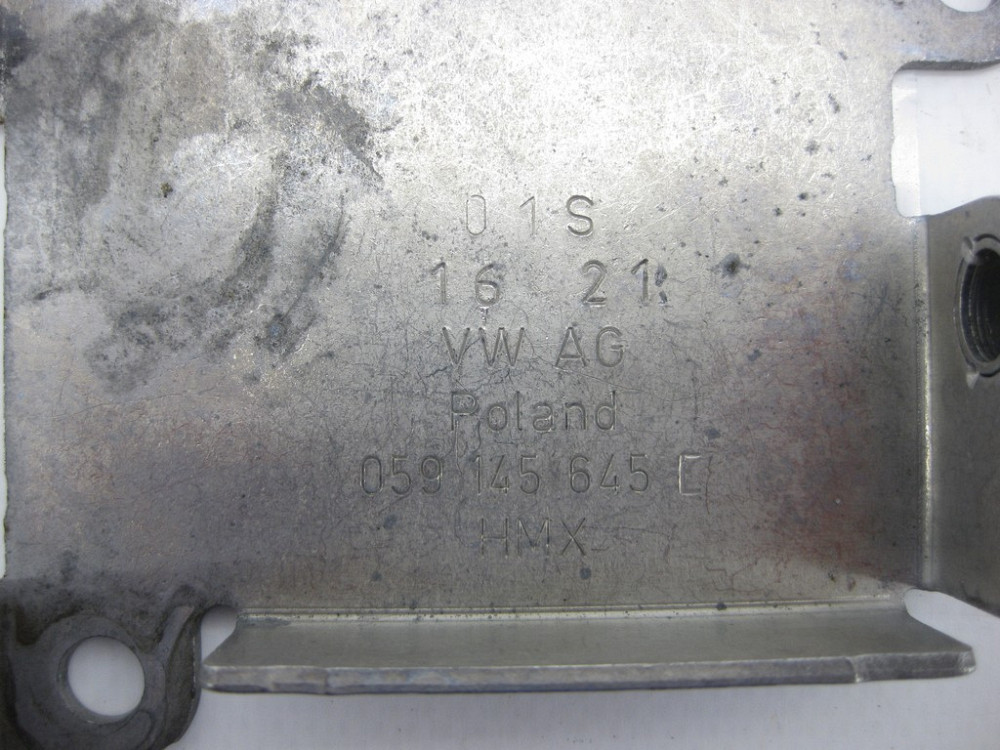 01S
16 21
VW AG
Poland
059 145 645
HMX